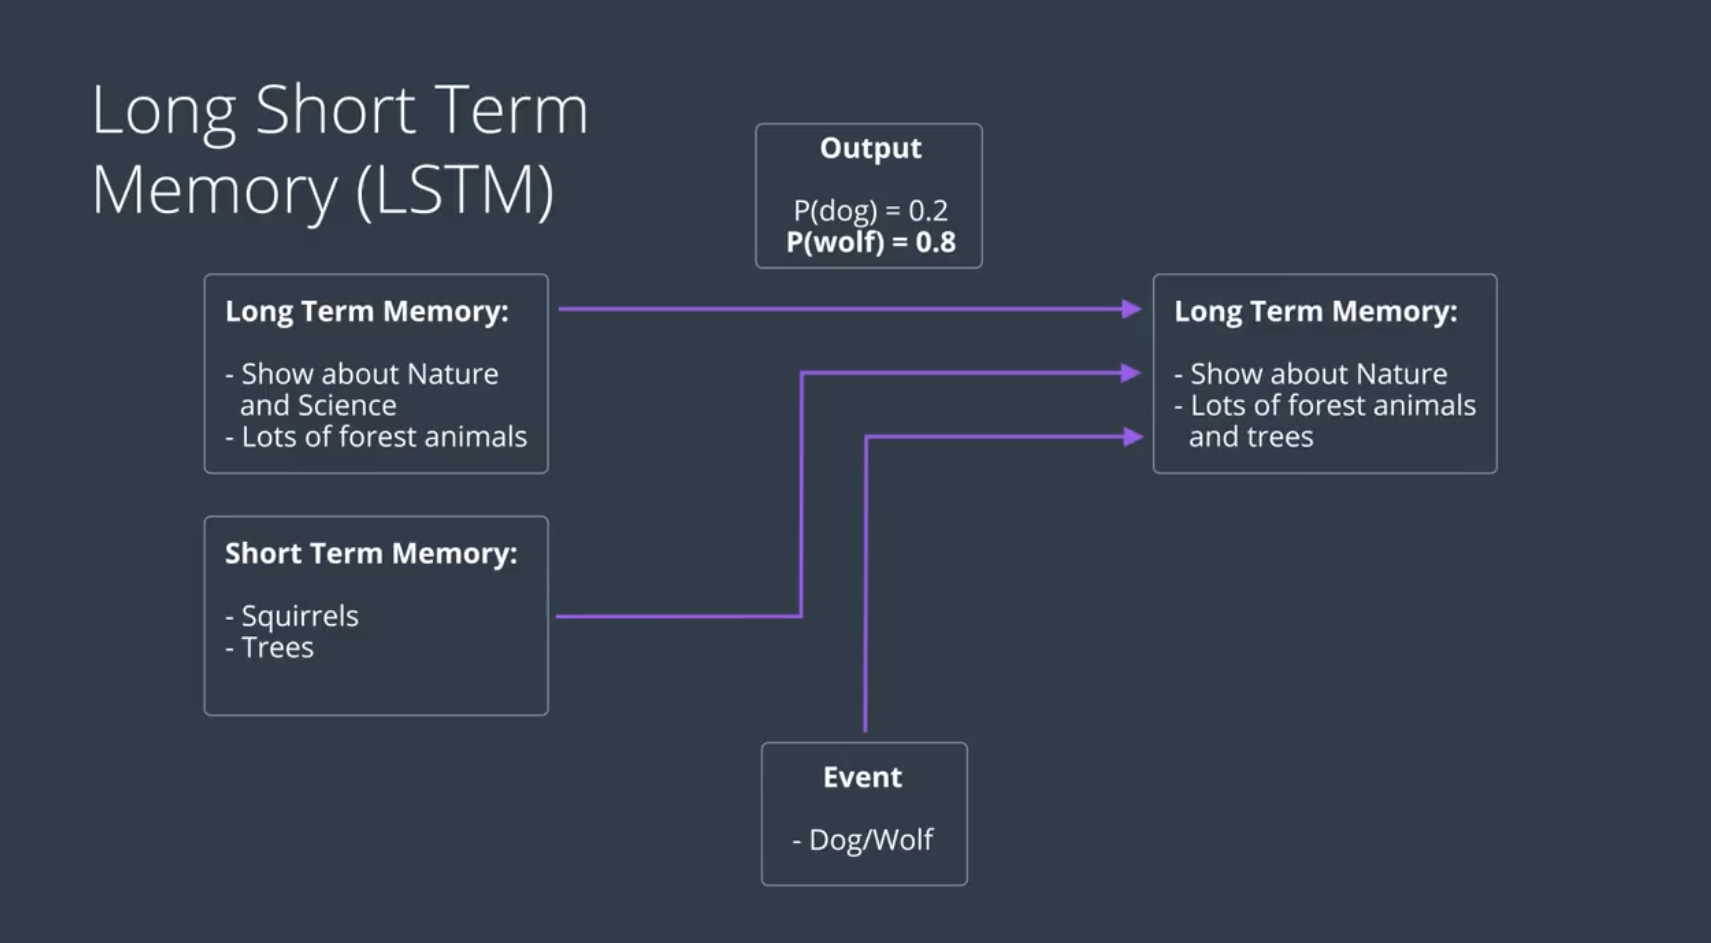 Long Short Term
Memory (LSTM)
Output
P(dog) = 0.2
P(wolf) = 0.8
Long Term Memory:
- Show about Nature
and Science
- Lots of forest animals
Long Term Memory:
- Show about Nature
- Lots of forest animals
and trees
Short Term Memory:
- Squirrels
- Trees
Event
- Dog/Wolf